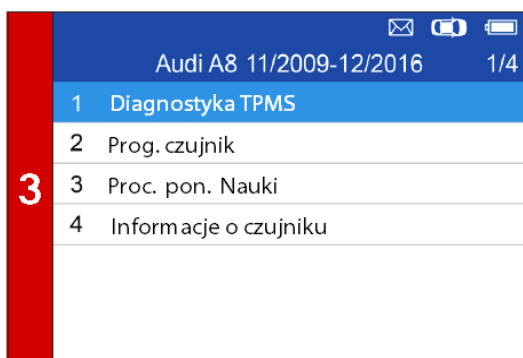 Audi A8 11/2009-12/2016 1/4
1 Diagnostyka TPMS
2 Prog. czujnik
3 3 Proc. pon. Nauki
4 Informacje o czujniku